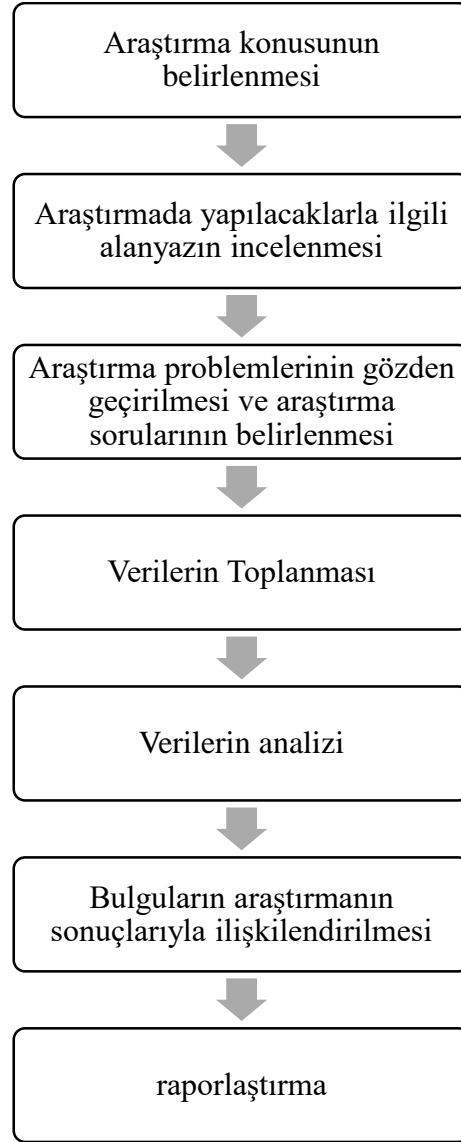 Araştırma konusunun
belirlenmesi
Araştırmada yapılacaklarla ilgili
alanyazın incelenmesi
Araştırma problemlerinin gözden
geçirilmesi ve araştırma
sorularının belirlenmesi
Verilerin Toplanması
Verilerin analizi
Bulguların araştırmanın
sonuçlarıyla ilişkilendirilmesi
raporlaştırma